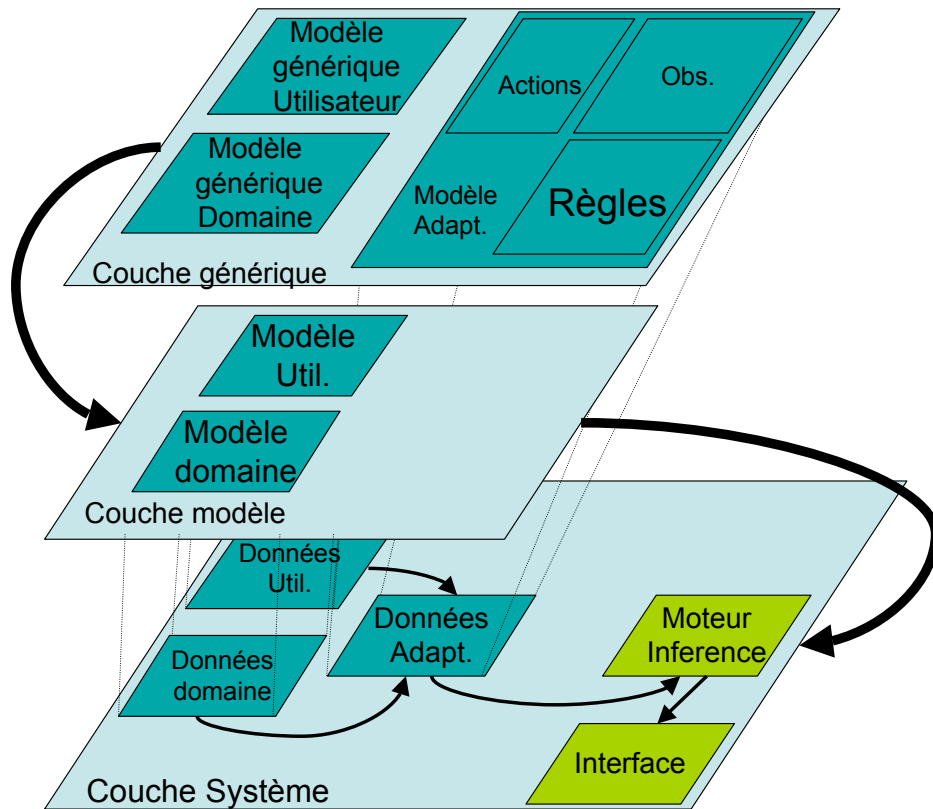 Modèle
générique
Utilisateur
Actions
Obs.
Modèle
générique
Domaine
Modèle
Adapt.
Règles
Couche générique
Modèle
Util.
Modèle
domaine
Couche modèle
Données
Util.
Données
Adapt.
Moteur
Inference
Données
domaine
Interface
Couche Système